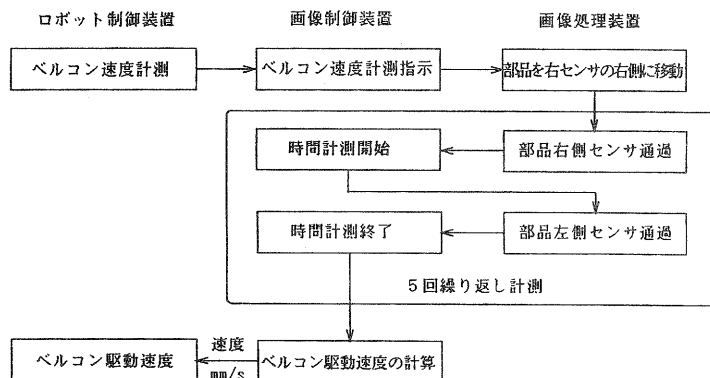 ロボット制御装置 画像制御装置 画像処理装置
ベルコン速度計測 ベルコン速度計測指示 部品を右センサの右側に移動
時間計測開始 部品右側センサ通過
時間計測終了 部品左側センサ通過
5回繰り返し計測
速度
ベルコン駆動速度 ベルコン駆動速度の計算
mm/s